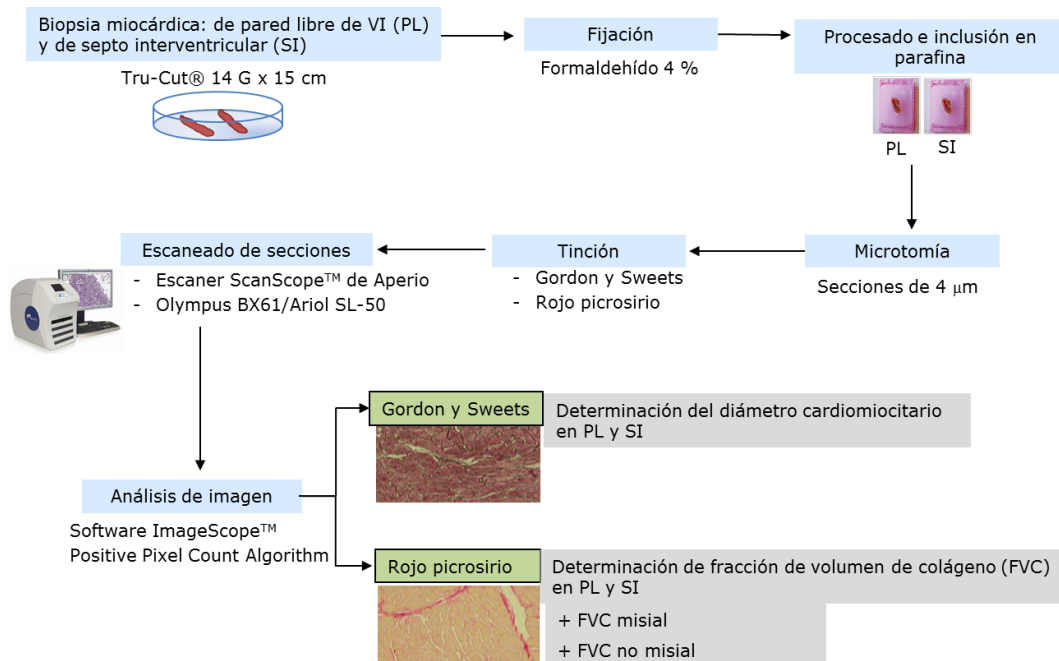 Biopsia miocárdica: de pared libre de VI (PL)
y de septo interventricular (SI)
Tru-Cut® 14 G x 15 cm
Fijación
Formaldehído 4 %
Procesado e inclusión en
parafina
PL
SI
Microtomía
Secciones de 4 μm
Tinción
- Gordon y Sweets
- Rojo picrosirio
Escaneado de secciones
- Escaner ScanScope™ de Aperio
- Olympus BX61/Ariol SL-50
Análisis de imagen
Software ImageScope™
Positive Pixel Count Algorithm
Gordon y Sweets
Determinación del diámetro cardiomiocitario
en PL y SI
Rojo picrosirio
Determinación de fracción de volumen de colágeno (FVC)
en PL y SI
+ FVC misial
+ FVC no misial